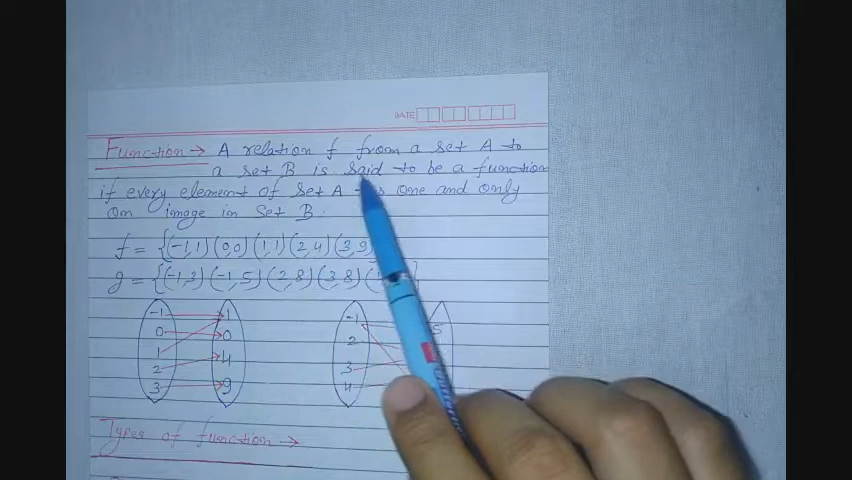 DATE
Function → A relation f from a set A to
a set B is said to be a function
if every element of set A one and only
on image in set B.
f = {(-1,1) (0,0) (1,1) (2,4) (3,9)
g = {(-1,3) (-1,5) (2,8) (3,8) }
-1 1 -1
0 0 2 5
1 4 3
2 9 4
3
Types of function →